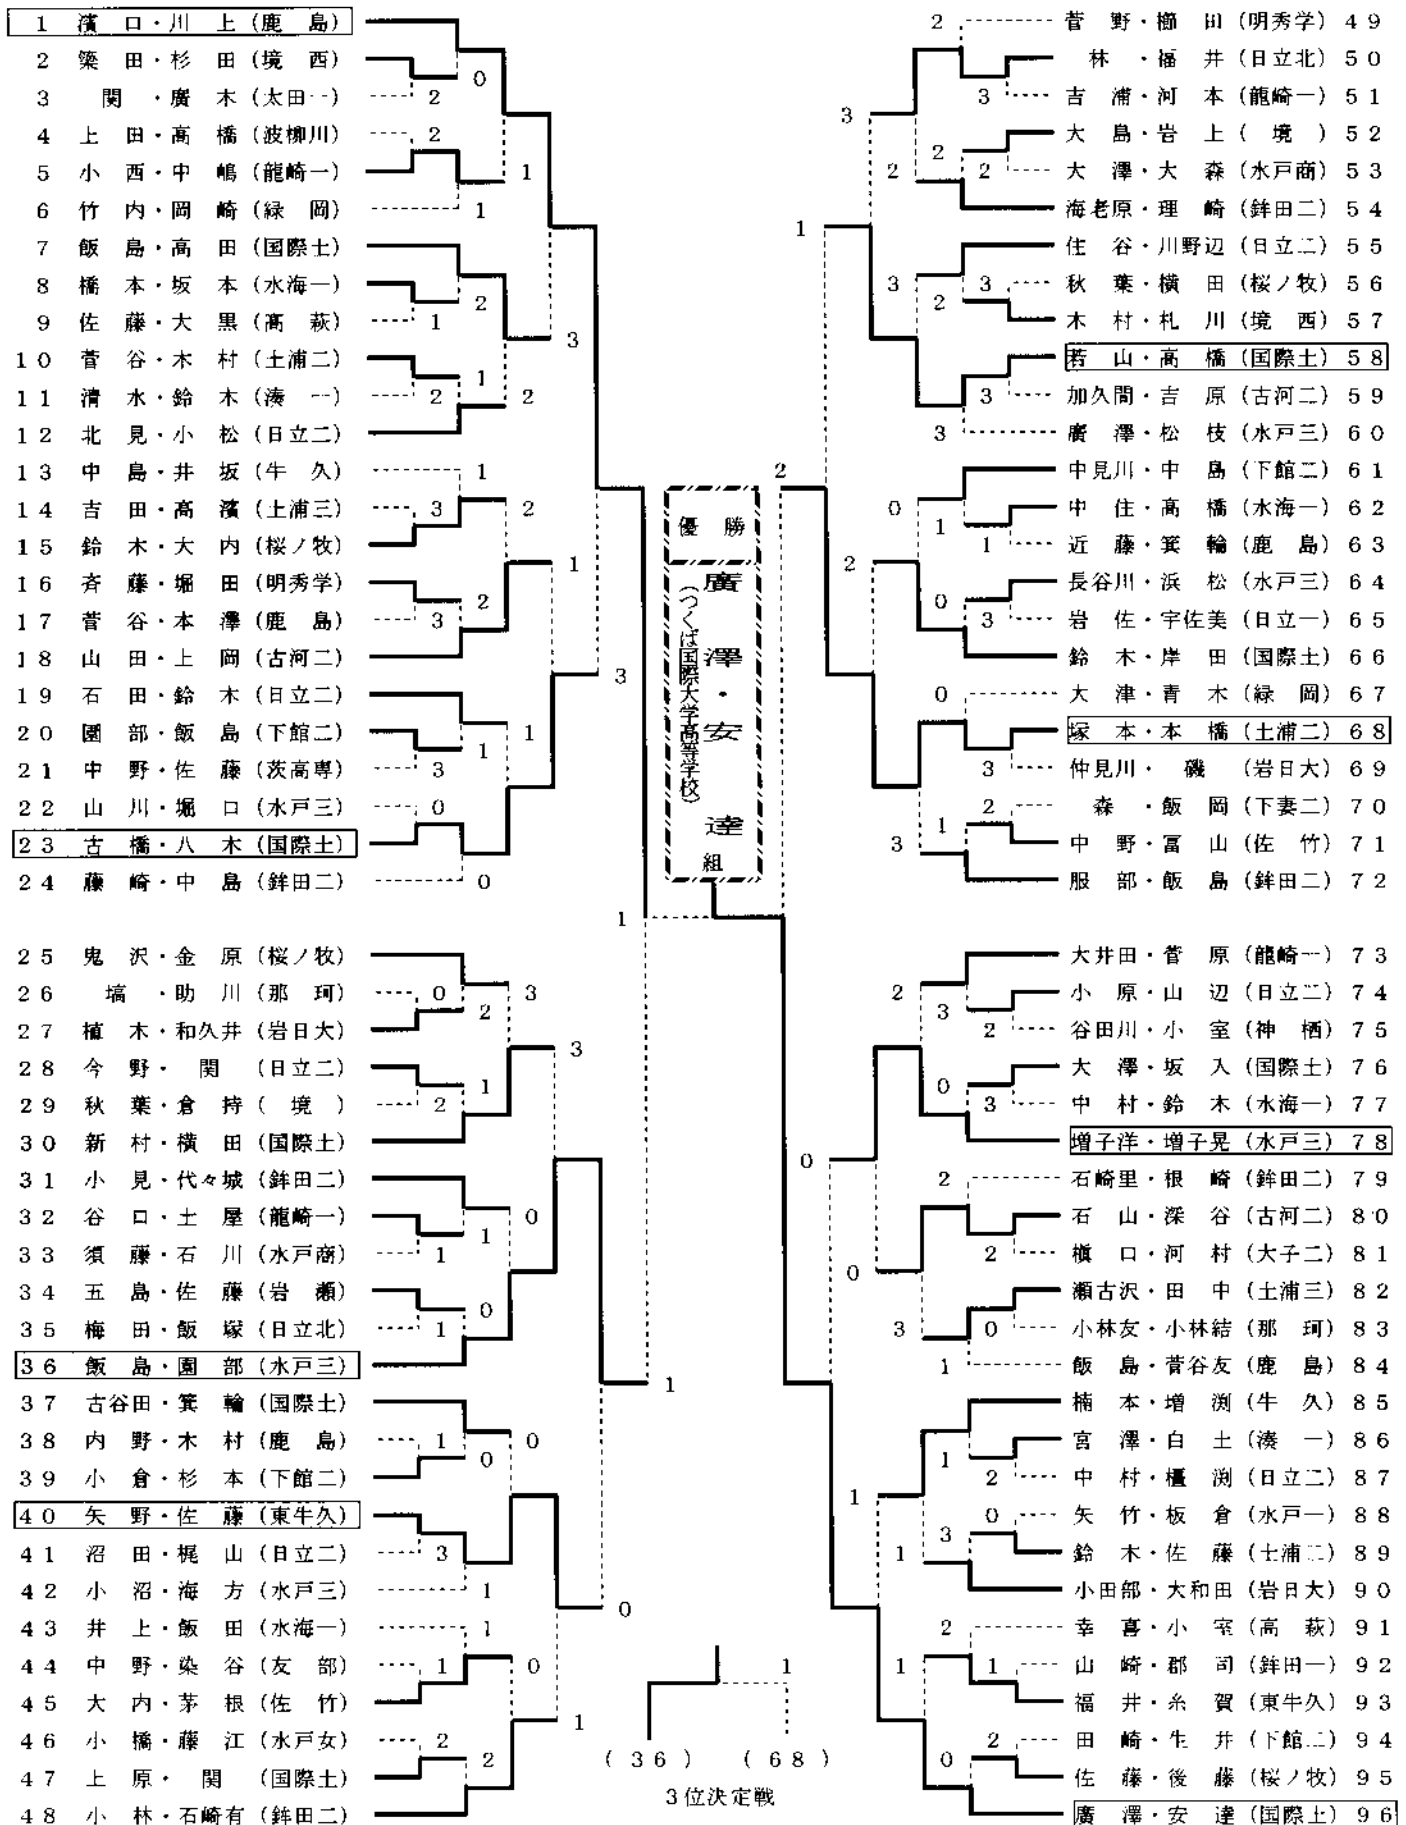 1 濱口・川上(鹿島)
2 簗田・杉田(境西)
3 関・廣木(太田一)
4 上田・高橋(波柳川)
5 小西・中嶋(龍崎一)
6 竹内・岡崎(緑岡)
7 飯島・高田(国際土)
8 橋本・坂本(水海一)
9 佐藤・大黒(高萩)
10 菅谷・木村(土浦二)
11 清水・鈴木(湊一)
12 北見・小松(日立二)
13 中島・井坂(牛久)
14 吉田・高濱(土浦三)
15 鈴木・大内(桜ノ牧)
16 斉藤・堀田(明秀学)
17 菅谷・本澤(鹿島)
18 山田・上岡(古河二)
19 石田・鈴木(日立二)
20 園部・飯島(下館二)
21 中野・佐藤(茨高専)
22 山川・堀口(水戸三)
23 古橋・八木(国際土)
24 藤崎・中島(鉾田二)
25 鬼沢・金原(桜ノ牧)
26 塙・助川(那珂)
27 植木・和久井(岩日大)
28 今野・関(日立二)
29 秋葉・倉持(境)
30 新村・横田(国際土)
31 小見・代々城(鉾田二)
32 谷口・土屋(龍崎一)
33 須藤・石川(水戸商)
34 五島・佐藤(岩瀬)
35 梅田・飯塚(日立北)
36 飯島・園部(水戸三)
37 古谷田・箕輪(国際土)
38 内野・木村(鹿島)
39 小倉・杉本(下館二)
40 矢野・佐藤(東牛久)
41 沼田・梶山(日立二)
42 小沼・海方(水戸三)
43 井上・飯田(水海一)
44 中野・染谷(友部)
45 大内・茅根(佐竹)
46 小橋・藤江(水戸女)
47 上原・関(国際土)
48 小林・石崎有(鉾田二)
優勝
廣澤・安達組
(つくば国際大学高等学校)
(36) (68)
3位決定戦
菅野・櫛田(明秀学) 49
林・福井(日立北) 50
吉浦・河本(龍崎一) 51
大島・岩上(境) 52
大澤・大森(水戸商) 53
海老原・理崎(鉾田二) 54
住谷・川野辺(日立二) 55
秋葉・横田(桜ノ牧) 56
木村・札川(境西) 57
若山・高橋(国際土) 58
加久間・吉原(古河二) 59
廣澤・松枝(水戸三) 60
中見川・中島(下館二) 61
中住・高橋(水海一) 62
近藤・箕輪(鹿島) 63
長谷川・浜松(水戸三) 64
岩佐・宇佐美(日立一) 65
鈴木・岸田(国際土) 66
大津・青木(緑岡) 67
塚本・本橋(土浦二) 68
仲見川・磯(岩日大) 69
森・飯岡(下妻二) 70
中野・冨山(佐竹) 71
服部・飯島(鉾田二) 72
大井田・菅原(龍崎一) 73
小原・山辺(日立二) 74
谷田川・小室(神栖) 75
大澤・坂入(国際土) 76
中村・鈴木(水海一) 77
増子洋・増子晃(水戸三) 78
石崎里・根崎(鉾田二) 79
石山・深谷(古河二) 80
槇口・河村(大子二) 81
瀬古沢・田中(土浦三) 82
小林友・小林結(那珂) 83
飯島・菅谷友(鹿島) 84
楠本・増渕(牛久) 85
宮澤・白土(湊一) 86
中村・橿渕(日立二) 87
矢竹・板倉(水戸一) 88
鈴木・佐藤(土浦二) 89
小田部・大和田(岩日大) 90
幸喜・小室(高萩) 91
山崎・郡司(鉾田一) 92
福井・糸賀(東牛久) 93
田崎・生井(下館二) 94
佐藤・後藤(桜ノ牧) 95
廣澤・安達(国際土) 96